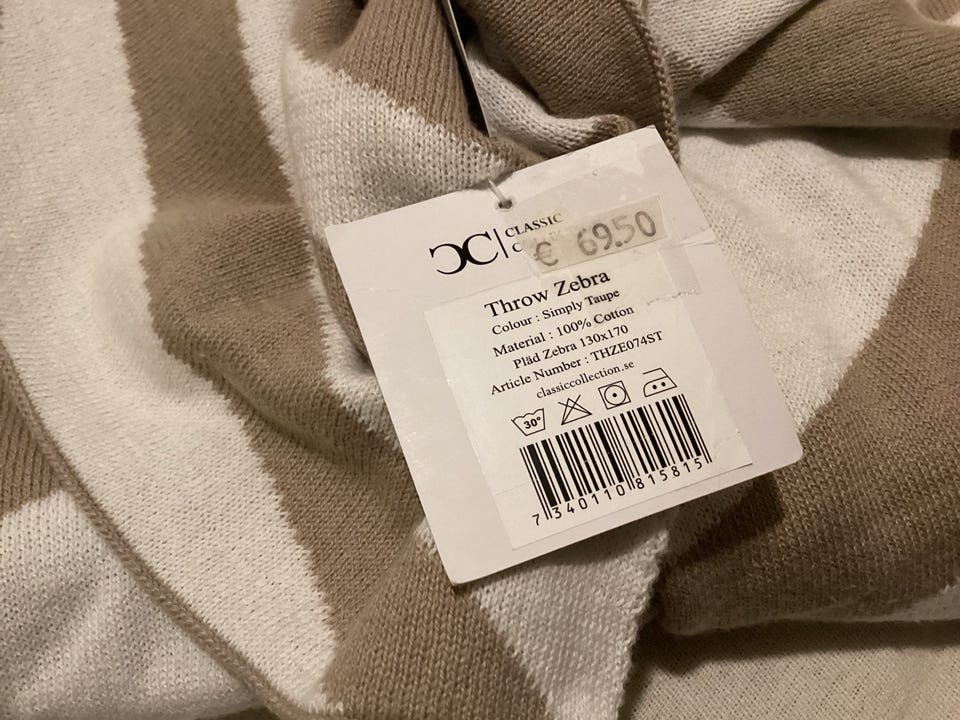 CC CLASSIC
€ 69.50
Throw Zebra
Colour : Simply Taupe
Material : 100% Cotton
Pläd Zebra 130x170
Article Number : THZE074ST
classiccollection.se
30°
7 340110 815815